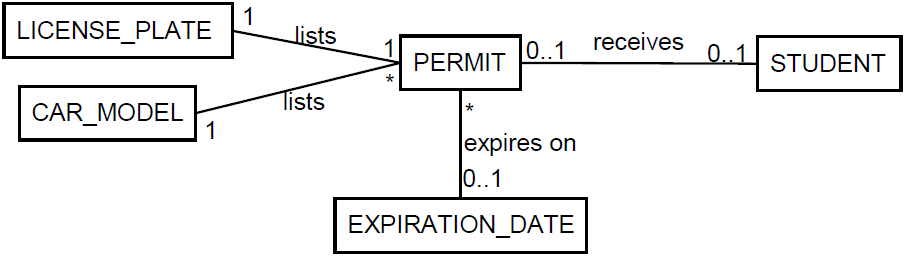 LICENSE_PLATE
1
lists
1
PERMIT
0..1
receives
0..1
STUDENT
*
CAR_MODEL
1
lists
*
expires on
0..1
EXPIRATION_DATE